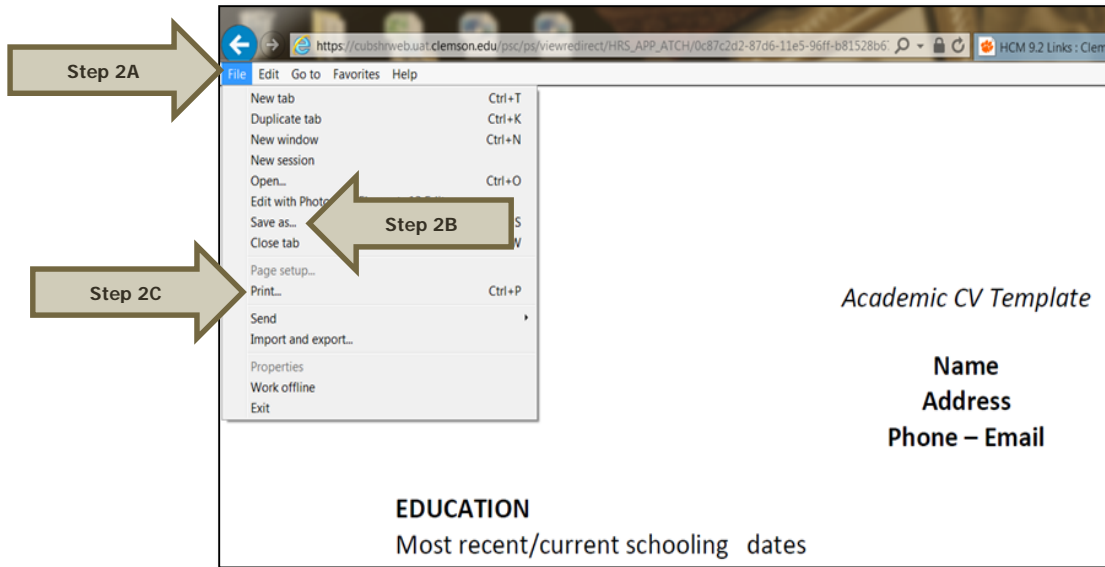 https://cubshrweb.uat.clemson.edu/psc/ps/viewredirect/HRS_APP_ATCH/0c87c2d2-87d6-11e5-96ff-b81528b6 HCM 9.2 Links : Clem
Step 2A
File Edit Go to Favorites Help
New tab Ctrl+T
Duplicate tab Ctrl+K
New window Ctrl+N
New session
Open... Ctrl+O
Edit with
Save as... Step 2B S
Close tab W
Page setup...
Step 2C
Print... Ctrl+P
Send
Import and export...
Properties
Work offline
Exit
Academic CV Template
Name
Address
Phone – Email
EDUCATION
Most recent/current schooling dates